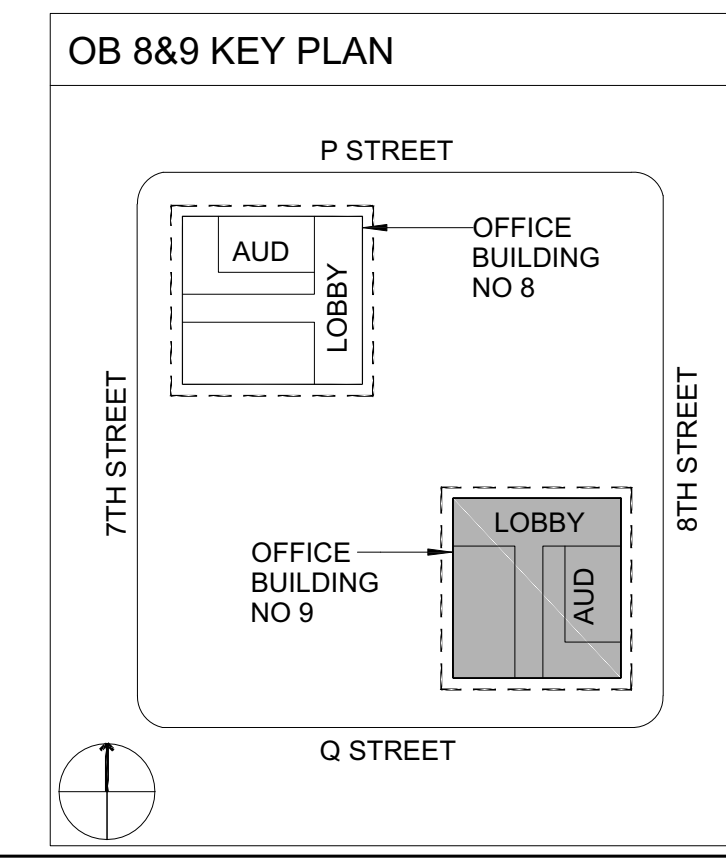 OB 8&9 KEY PLAN
P STREET
AUD
LOBBY
OFFICE
BUILDING
NO 8
7TH STREET
8TH STREET
LOBBY
AUD
OFFICE
BUILDING
NO 9
Q STREET